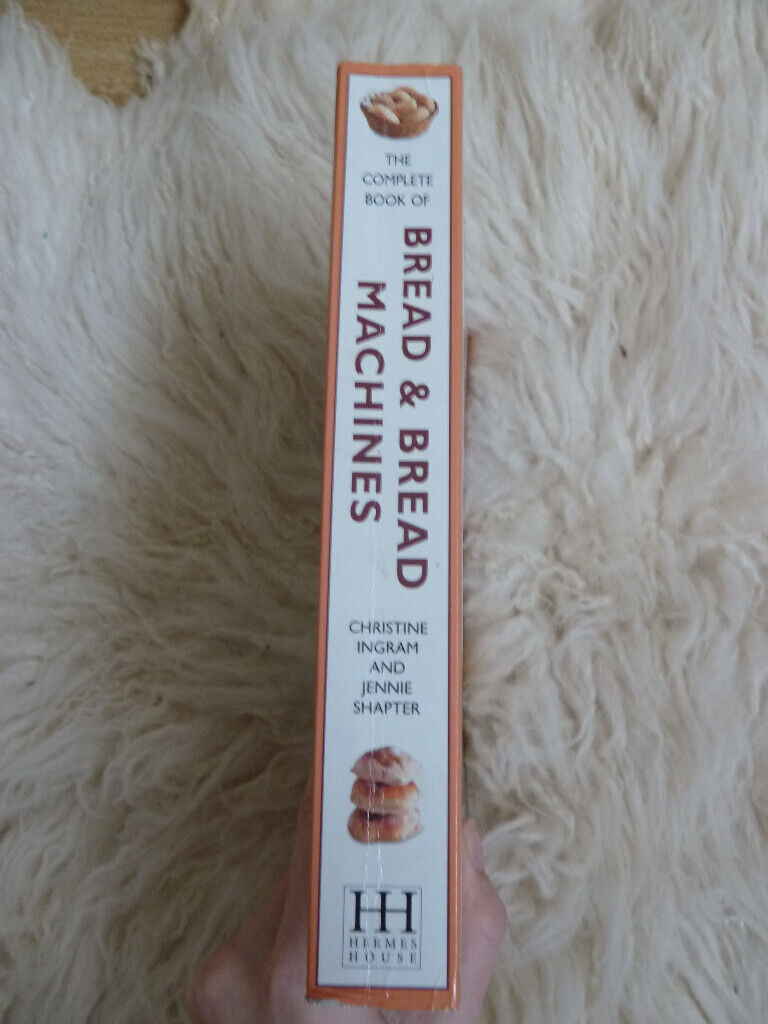 THE
COMPLETE
BOOK OF
BREAD & BREAD
MACHINES
CHRISTINE
INGRAM
AND
JENNIE
SHAPTER
HH
HERMES
HOUSE